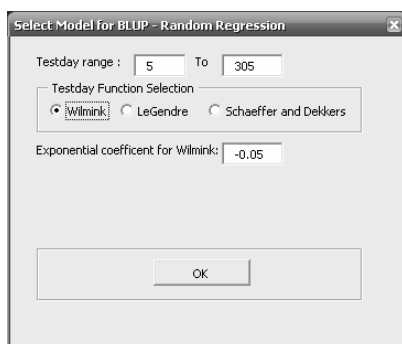 Select Model for BLUP - Random Regression
Testday range : 5 To 305
Testday Function Selection
Wilmink LeGendre Schaeffer and Dekkers
Exponential coefficent for Wilmink: -0.05
OK